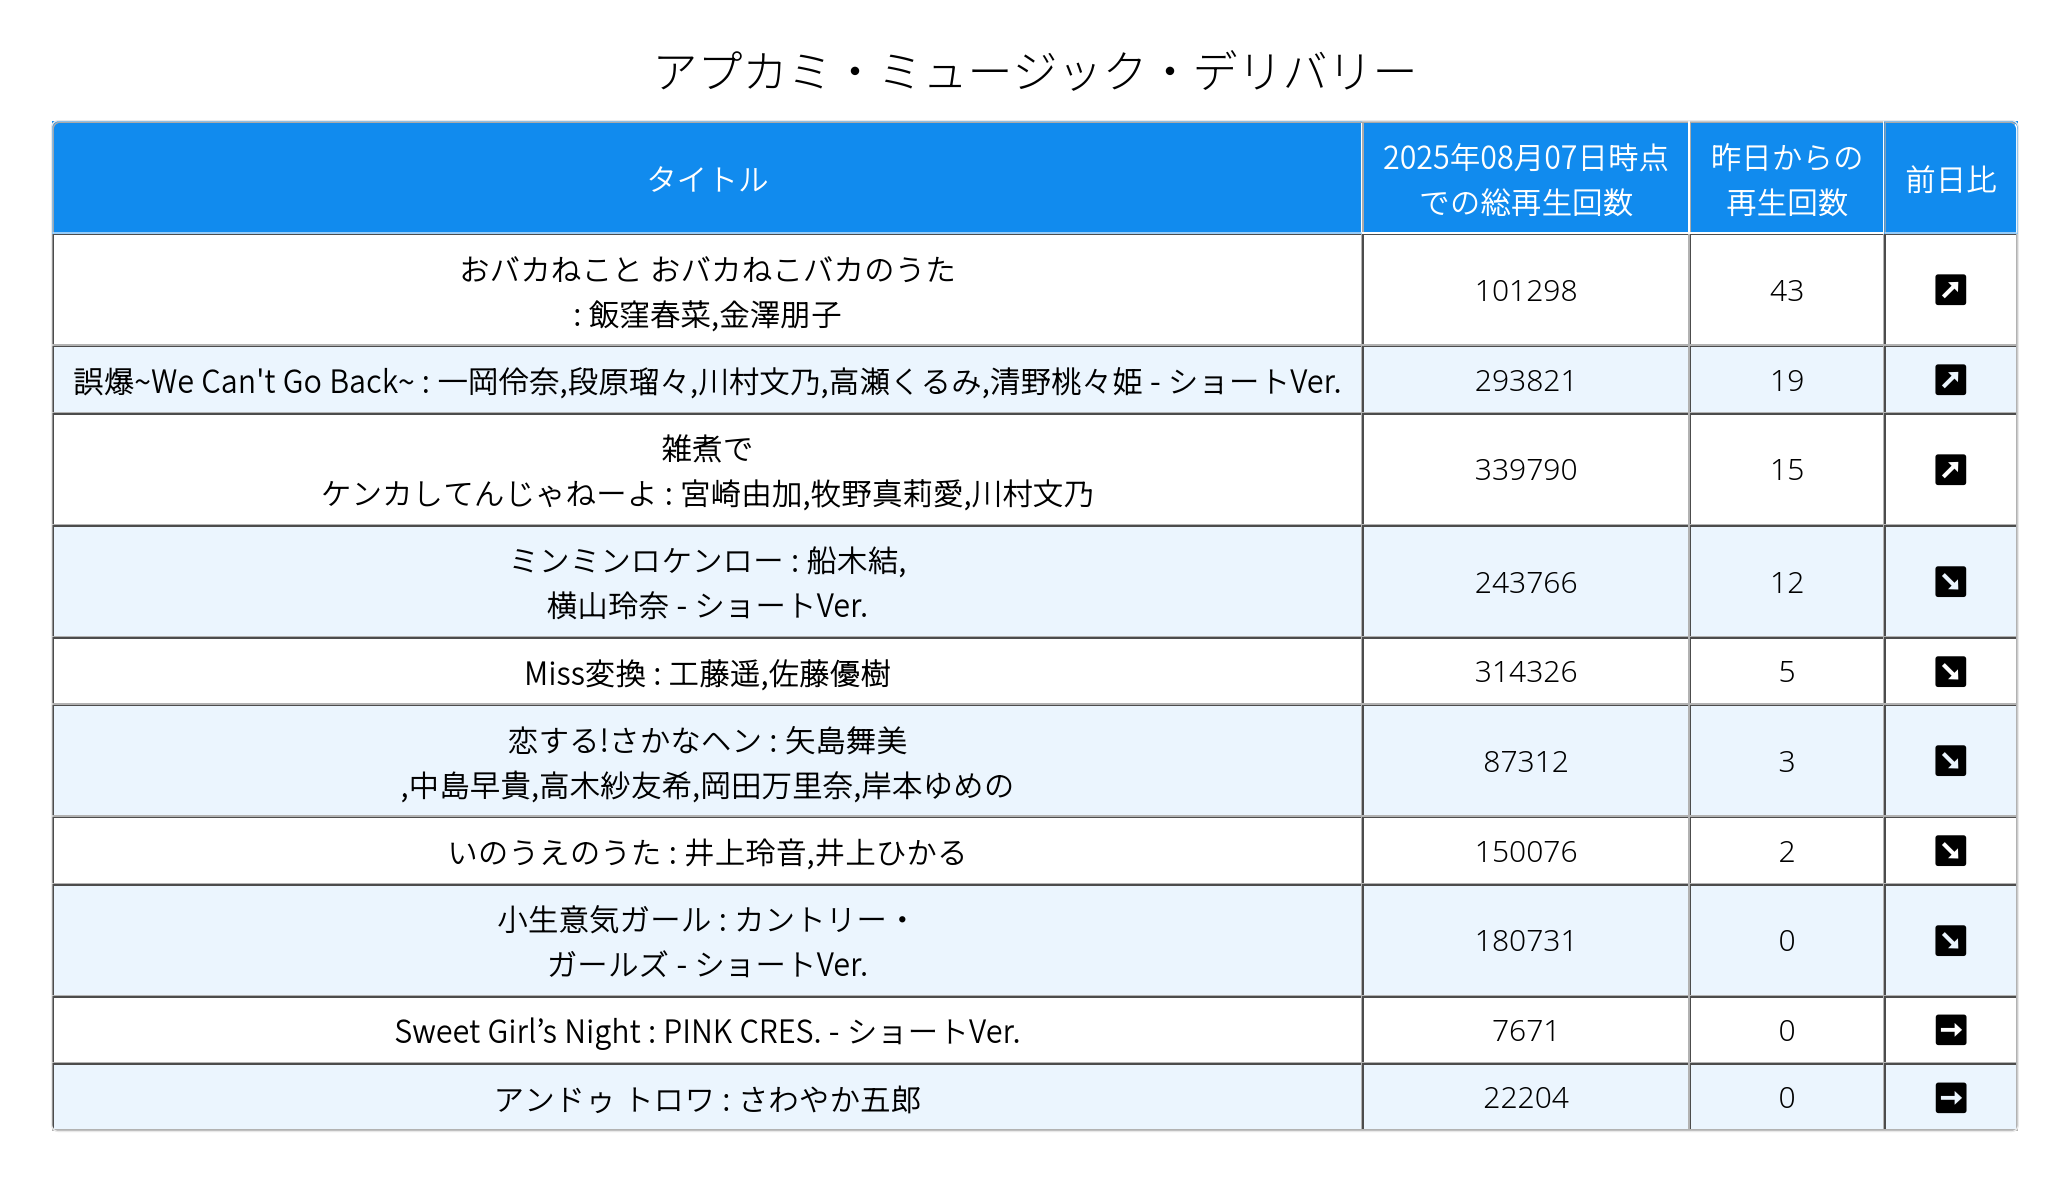 アプカミ・ミュージック・デリバリー
タイトル
2025年08月07日時点
での総再生回数
昨日からの
再生回数
前日比
おバカねこと おバカねこバカのうた
: 飯窪春菜,金澤朋子
101298
43
誤爆~We Can't Go Back~ : 一岡伶奈,段原瑠々,川村文乃,高瀬くるみ,清野桃々姫 - ショートVer.
293821
19
雑煮で
ケンカしてんじゃねーよ : 宮崎由加,牧野真莉愛,川村文乃
339790
15
ミンミンロケンロー : 船木結,
横山玲奈 - ショートVer.
243766
12
Miss変換 : 工藤遥,佐藤優樹
314326
5
恋する!さかなヘン : 矢島舞美
,中島早貴,高木紗友希,岡田万里奈,岸本ゆめの
87312
3
いのうえのうた : 井上玲音,井上ひかる
150076
2
小生意気ガール : カントリー・
ガールズ - ショートVer.
180731
0
Sweet Girl’s Night : PINK CRES. - ショートVer.
7671
0
アンドゥ トロワ : さわやか五郎
22204
0